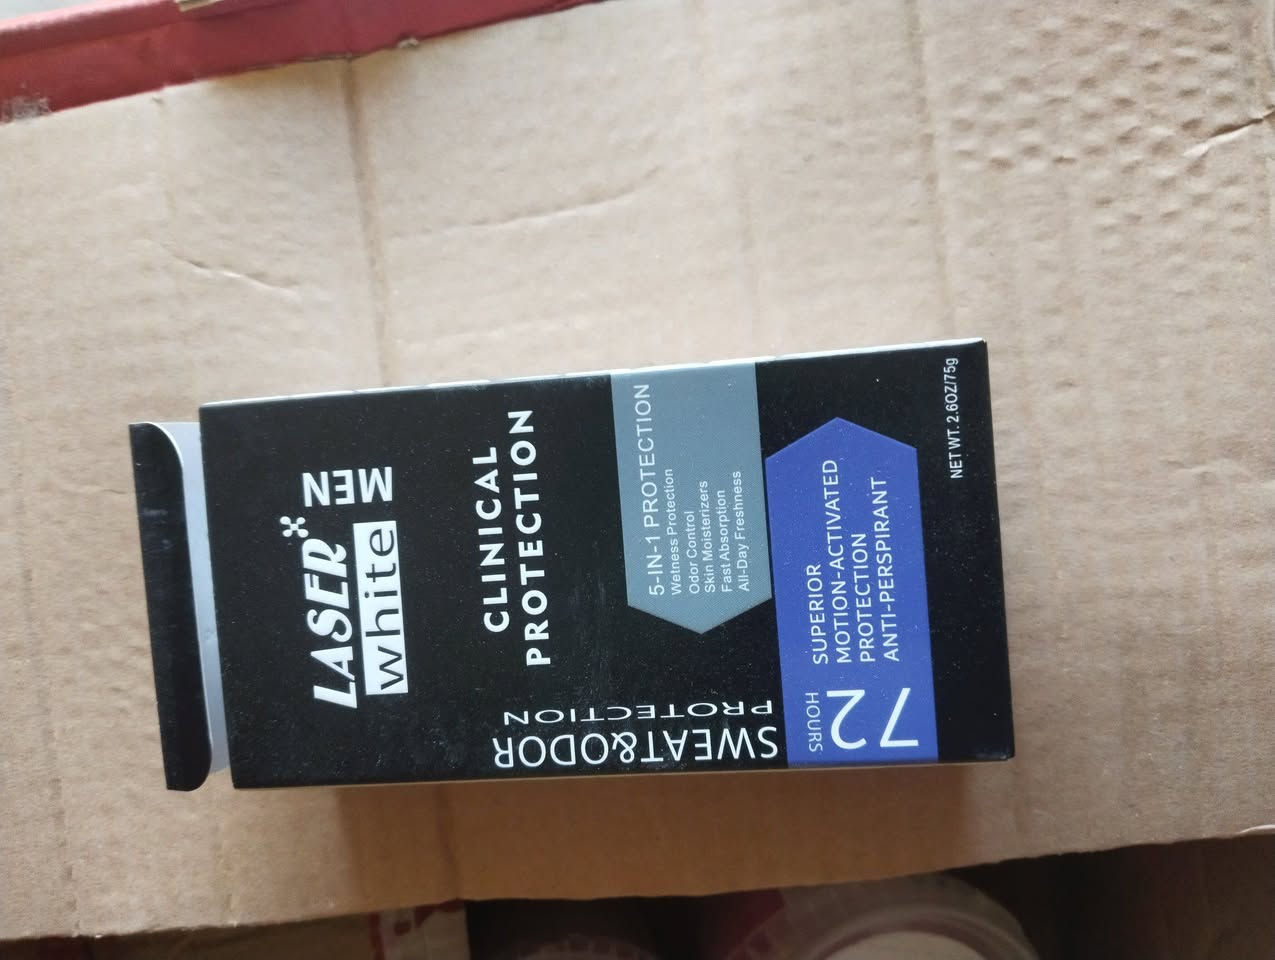 LASER
white
MEN
CLINICAL
PROTECTION
5-IN-1 PROTECTION
Wetness Protection
Odor Control
Skin Moisterizers
Fast Absorption
All-Day Freshness
SWEAT&ODOR
PROTECTION
72
HOURS
SUPERIOR
MOTION-ACTIVATED
PROTECTION
ANTI-PERSPIRANT
NET WT. 2.6OZ/75g